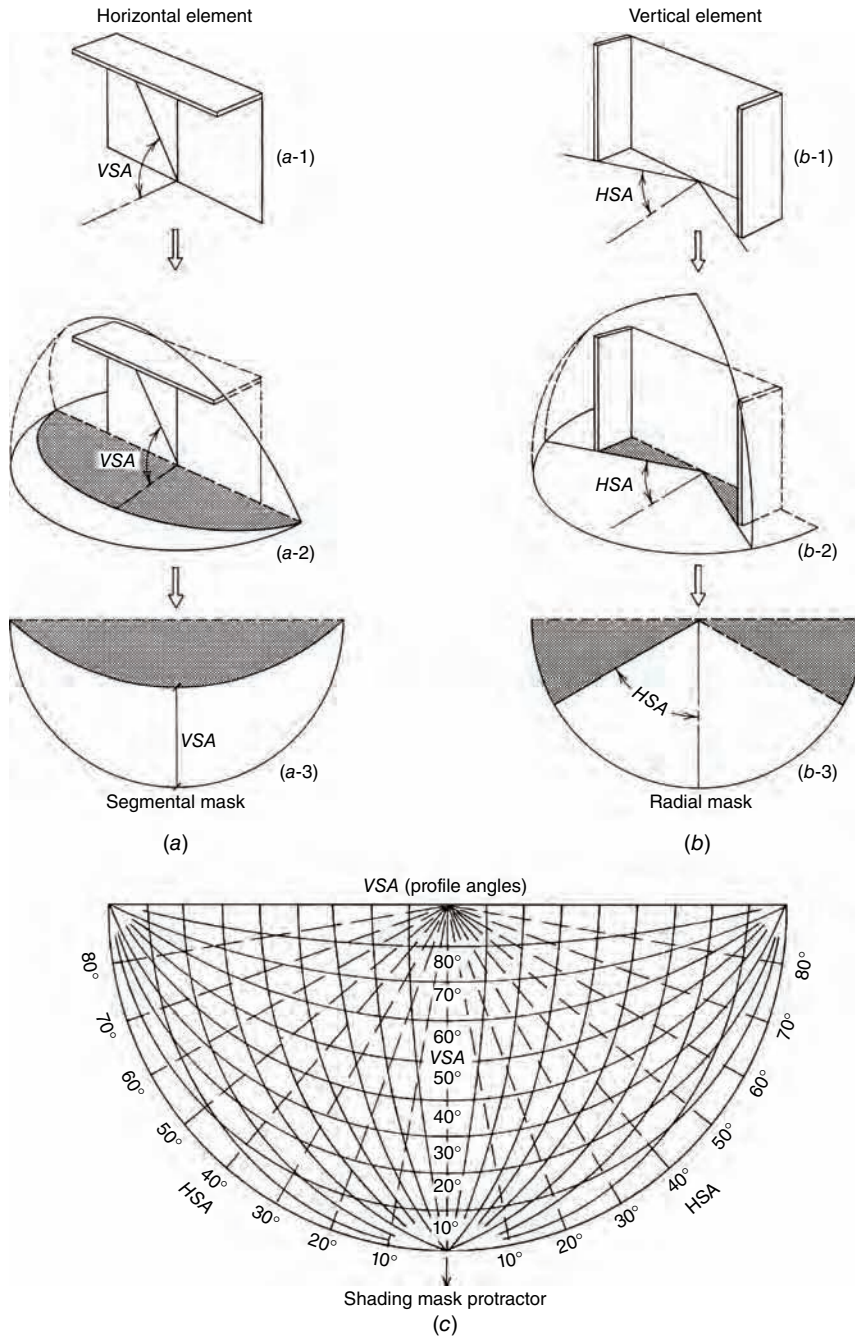 Horizontal element
Vertical element
VSA
(a-1)
HSA
(b-1)
VSA
(a-2)
HSA
(b-2)
VSA
(a-3)
HSA
(b-3)
Segmental mask
Radial mask
(a)
(b)
VSA (profile angles)
80°
80°
80°
70°
70°
70°
60°
60°
VSA
60°
50°
50°
50°
40°
40°
40°
30°
HSA
30°
HSA
30°
20°
20°
20°
10°
10°
10°
Shading mask protractor
(c)